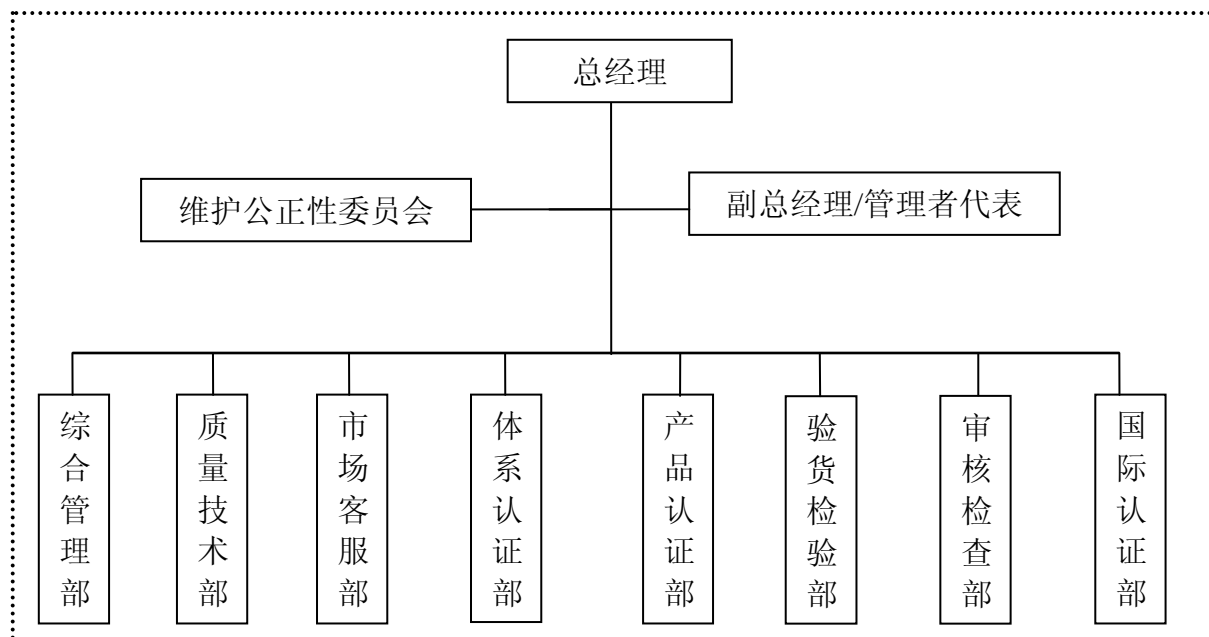 总经理
维护公正性委员会
副总经理/管理者代表
综合管理部
质量技术部
市场客服部
体系认证部
产品认证部
验货检验部
审核检查部
国际认证部